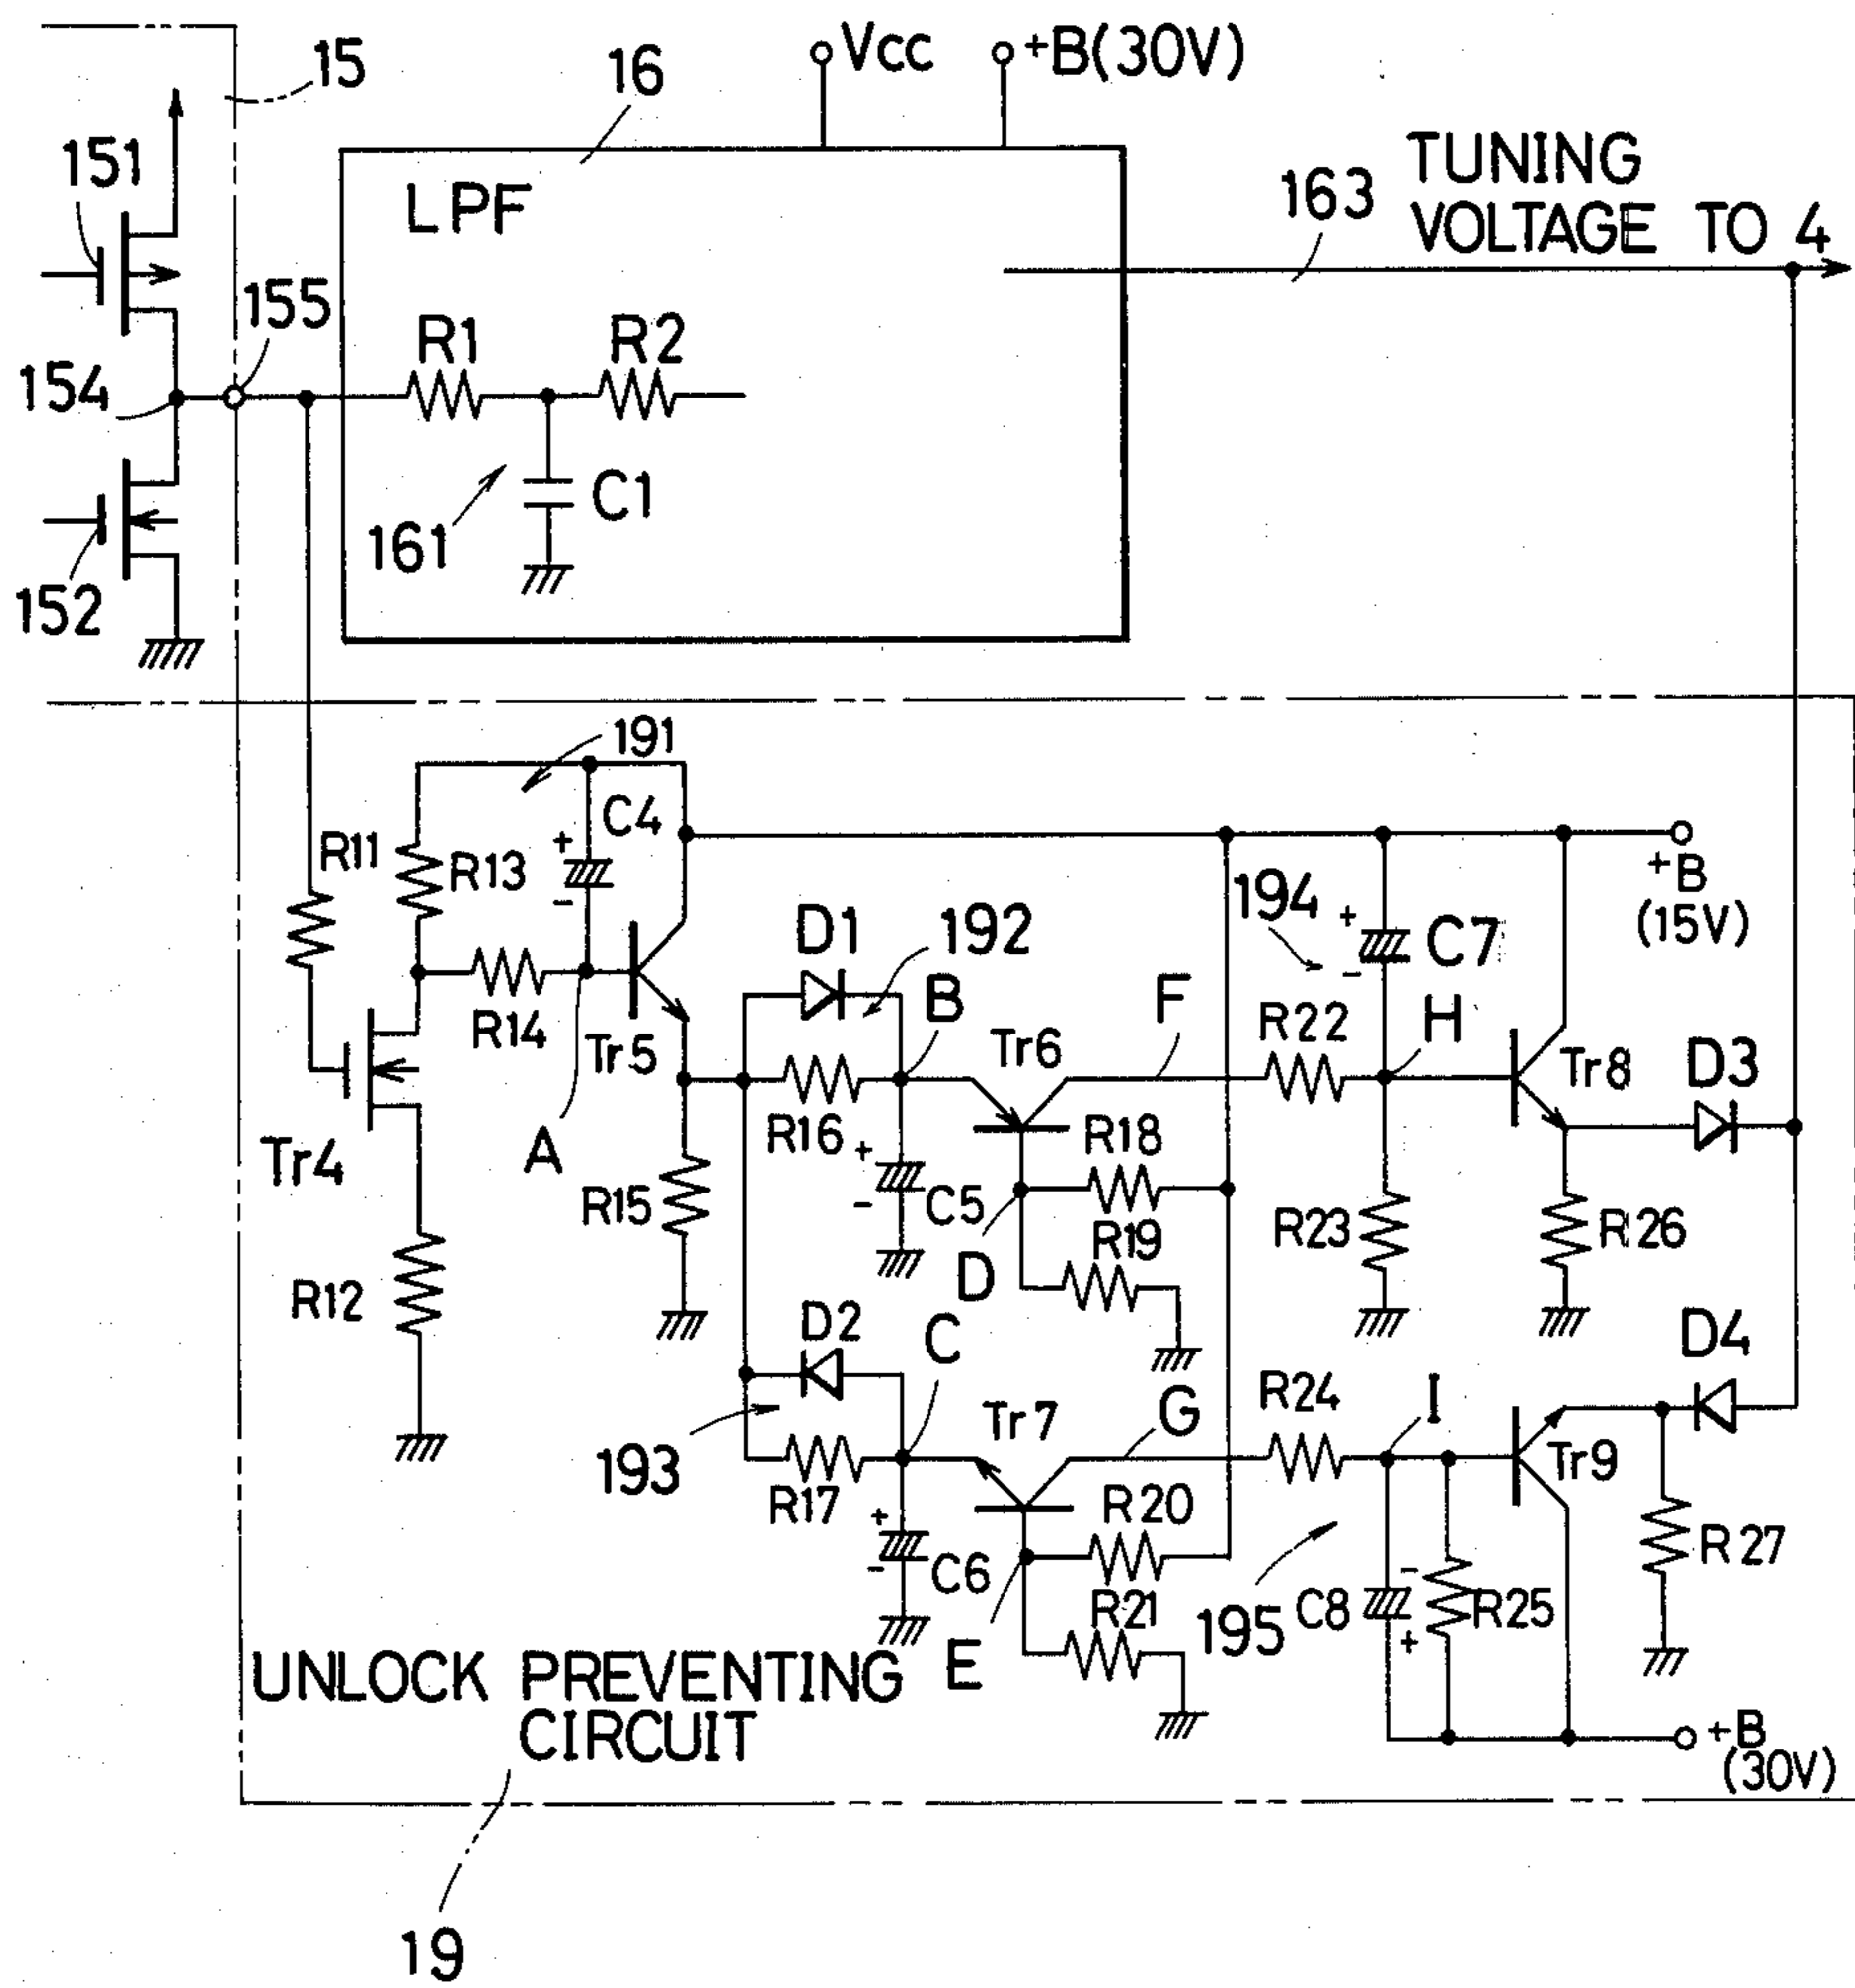 15
16
Vcc
+B(30V)
151
LPF
163
TUNING
VOLTAGE TO 4
155
R1
R2
154
C1
161
152
191
C4
+
-
R11
R13
+B
(15V)
194
+
-
C7
D1
192
B
F
R22
H
R14
Tr5
Tr6
Tr8
D3
A
R16
R18
Tr4
+
-
C5
R15
R19
R23
R26
D
R12
D2
C
D4
R24
I
Tr7
G
193
Tr9
R17
R20
+
-
C6
R27
R21
195
C8
-
+
R25
E
UNLOCK PREVENTING
CIRCUIT
+B
(30V)
19